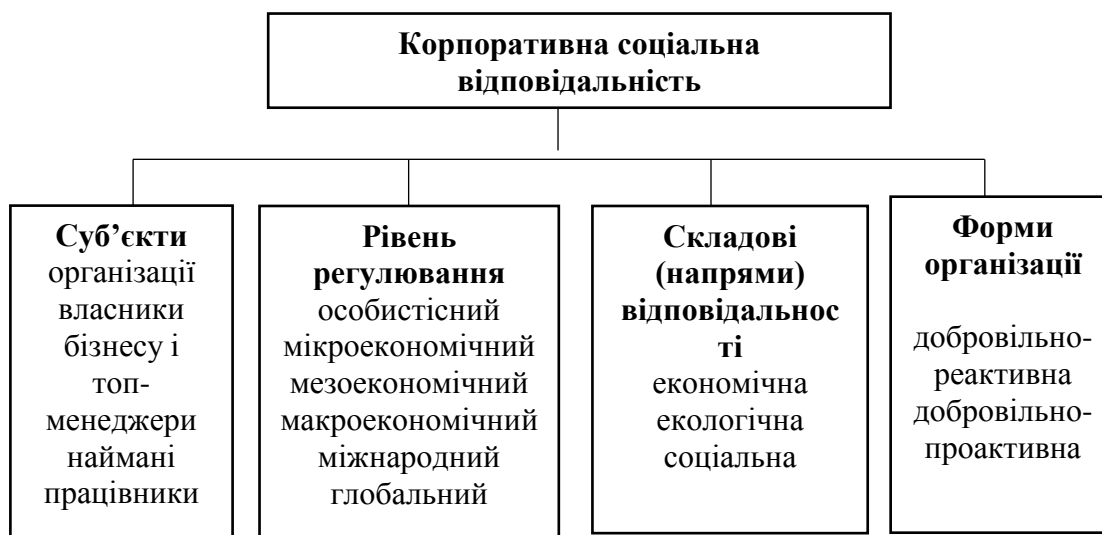 Корпоративна соціальна
відповідальність
Суб’єкти
організації
власники
бізнесу і
топ-
менеджери
наймані
працівники
Рівень
регулювання
особистісний
мікроекономічний
мезоекономічний
макроекономічний
міжнародний
глобальний
Складові
(напрями)
відповідальнос
ті
економічна
екологічна
соціальна
Форми
організації
добровільно-
реактивна
добровільно-
проактивна